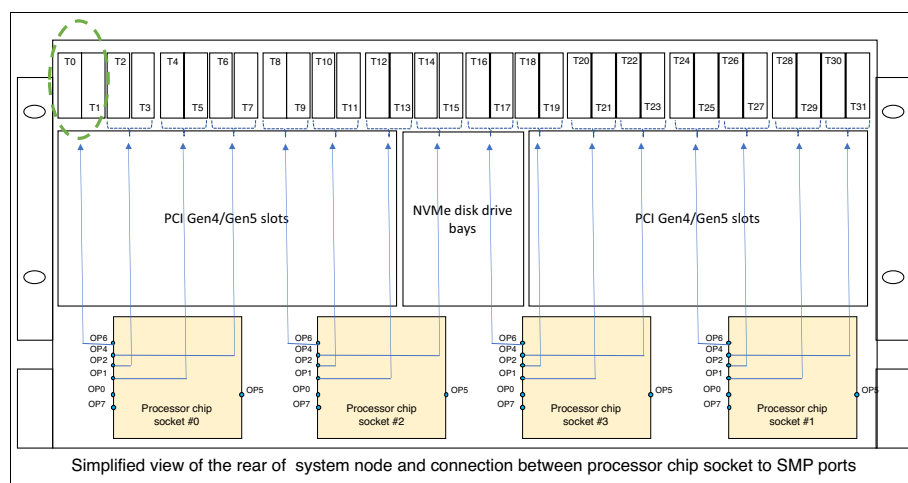 T0 T2 T4 T6 T8 T10 T12 T14 T16 T18 T20 T22 T24 T26 T28 T30
T1 T3 T5 T7 T9 T11 T13 T15 T17 T19 T21 T23 T25 T27 T29 T31
PCI Gen4/Gen5 slots
NVMe disk drive
bays
PCI Gen4/Gen5 slots
OP6
OP4
OP2
OP1
OP0
OP7
OP5
Processor chip
socket #0
OP6
OP4
OP2
OP1
OP0
OP7
OP5
Processor chip
socket #2
OP6
OP4
OP2
OP1
OP0
OP7
OP5
Processor chip
socket #3
OP6
OP4
OP2
OP1
OP0
OP7
OP5
Processor chip
socket #1
Simplified view of the rear of system node and connection between processor chip socket to SMP ports